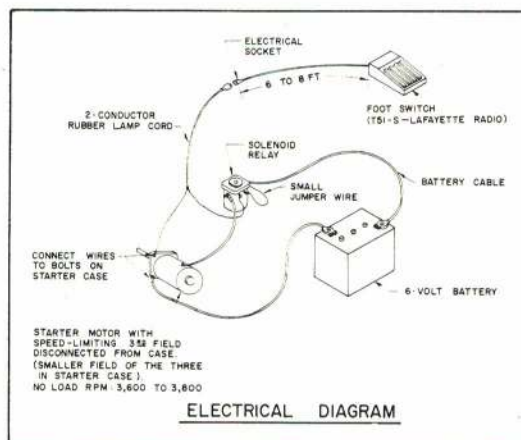 ELECTRICAL
SOCKET
6 TO 8 FT
2-CONDUCTOR
RUBBER LAMP CORD
FOOT SWITCH
(T51-S-LAFAYETTE RADIO)
SOLENOID
RELAY
SMALL
JUMPER WIRE
BATTERY CABLE
CONNECT WIRES
TO BOLTS ON
STARTER CASE
6-VOLT BATTERY
STARTER MOTOR WITH
SPEED-LIMITING FIELD
DISCONNECTED FROM CASE.
(SMALLER FIELD OF THE THREE
IN STARTER CASE).
NO LOAD RPM: 3,600 TO 3,800
ELECTRICAL DIAGRAM